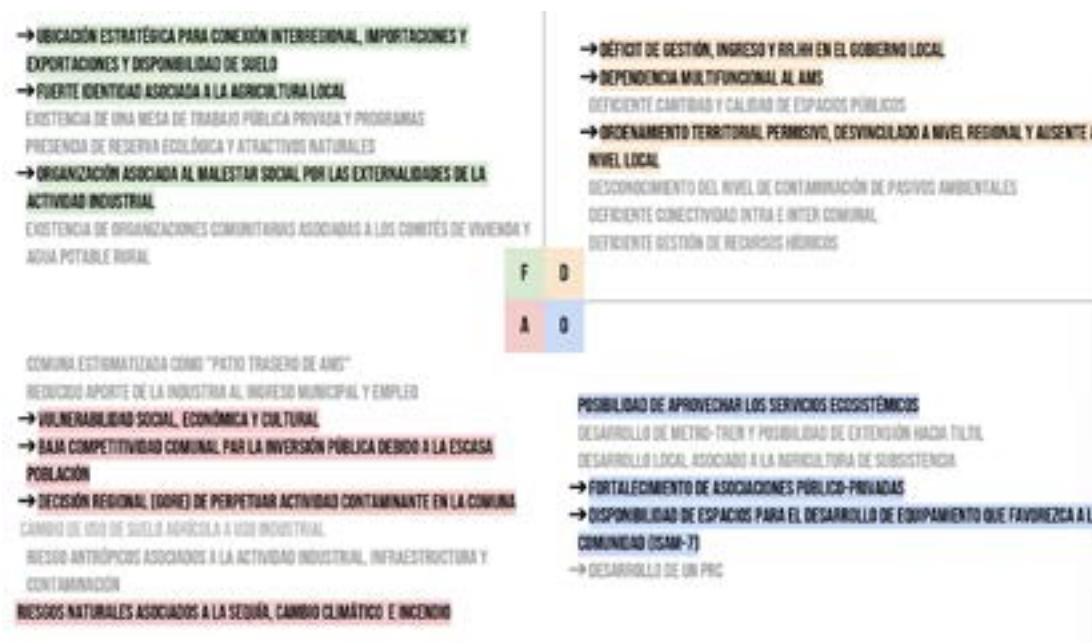 → UBICACIÓN ESTRATÉGICA PARA CONEXIÓN INTERREGIONAL, IMPORTACIONES Y
EXPORTACIONES Y DISPONIBILIDAD DE SUELO
→ FUERTE IDENTIDAD ASOCIADA A LA AGRICULTURA LOCAL
EXISTENCIA DE UNA MESA DE TRABAJO PÚBLICA PRIVADA Y PROGRAMAS
PRESENCIA DE RESERVA ECOLÓGICA Y ATRACTIVOS NATURALES
→ ORGANIZACIÓN ASOCIADA AL MALESTAR SOCIAL POR LAS EXTERNALIDADES DE LA
ACTIVIDAD INDUSTRIAL
EXISTENCIA DE ORGANIZACIONES COMUNITARIAS ASOCIADAS A LOS COMITÉS DE VIVIENDA Y
AGUA POTABLE RURAL
→ DÉFICIT DE GESTIÓN, INGRESO Y RR.HH EN EL GOBIERNO LOCAL
→ DEPENDENCIA MULTIFUNCIONAL AL AMS
DEFICIENTE CANTIDAD Y CALIDAD DE ESPACIOS PÚBLICOS
→ ORDENAMIENTO TERRITORIAL PERMISIVO, DESVINCULADO A NIVEL REGIONAL Y AUSENTE A
NIVEL LOCAL
DESCONOCIMIENTO DEL NIVEL DE CONTAMINACIÓN DE PASIVOS AMBIENTALES
DEFICIENTE CONECTIVIDAD INTRA E INTER COMUNAL
DEFICIENTE GESTIÓN DE RECURSOS HÍDRICOS
F D
A O
COMUNA ESTIGMATIZADA COMO "PATIO TRASERO DE AMS"
REDUCIDO APORTE DE LA INDUSTRIA AL INGRESO MUNICIPAL Y EMPLEO
→ VULNERABILIDAD SOCIAL, ECONÓMICA Y CULTURAL
→ BAJA COMPETITIVIDAD COMUNAL PAR LA INVERSIÓN PÚBLICA DEBIDO A LA ESCASA
POBLACIÓN
→ DECISIÓN REGIONAL (GORE) DE PERPETUAR ACTIVIDAD CONTAMINANTE EN LA COMUNA
CAMBIO DE USO DE SUELO AGRÍCOLA A USO INDUSTRIAL
RIESGO ANTRÓPICOS ASOCIADOS A LA ACTIVIDAD INDUSTRIAL, INFRAESTRUCTURA Y
CONTAMINACIÓN
RIESGOS NATURALES ASOCIADOS A LA SEQUÍA, CAMBIO CLIMÁTICO E INCENDIO
POSIBILIDAD DE APROVECHAR LOS SERVICIOS ECOSISTÉMICOS
DESARROLLO DE METRO-TREN Y POSIBILIDAD DE EXTENSIÓN HACIA TILTIL
DESARROLLO LOCAL ASOCIADO A LA AGRICULTURA DE SUBSISTENCIA
→ FORTALECIMIENTO DE ASOCIACIONES PÚBLICO-PRIVADAS
→ DISPONIBILIDAD DE ESPACIOS PARA EL DESARROLLO DE EQUIPAMIENTO QUE FAVOREZCA A
COMUNIDAD (ISAM-7)
→ DESARROLLO DE UN PRC